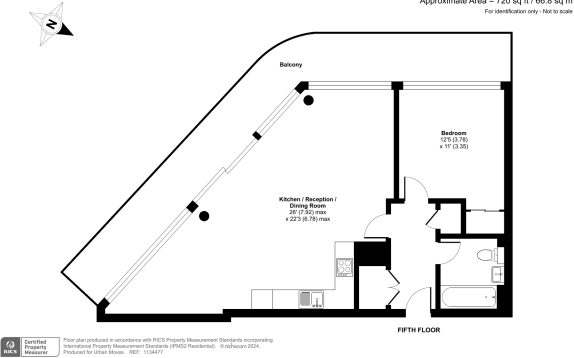 Approximate Area = 720 sq ft / 66.8 sq m
For identification only - Not to scale
N
Balcony
Bedroom
12'5 (3.78)
x 11' (3.35)
Kitchen / Reception /
Dining Room
26' (7.92) max
x 22'3 (6.78) max
FIFTH FLOOR
RICS
Certified
Property
Measurer
Floor plan produced in accordance with RICS Property Measurement Standards incorporating
International Property Measurement Standards (IPMS2 Residential). © nichecom 2024.
Produced for Urban Moves. REF: 1134477